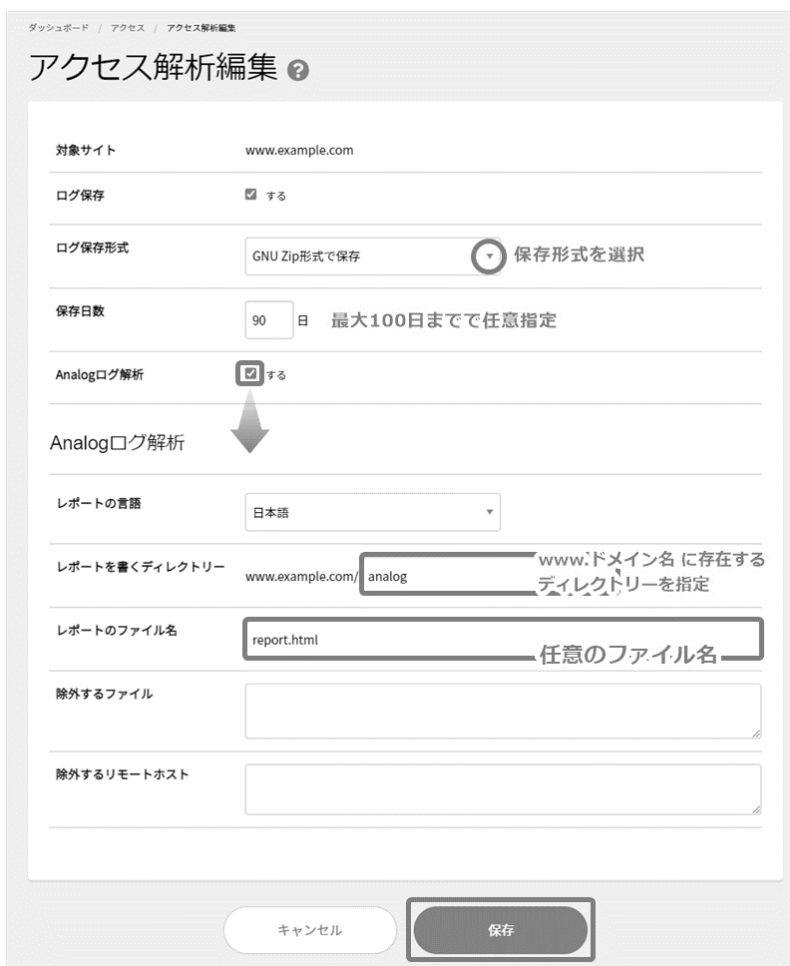 ダッシュボード / アクセス / アクセス解析編集
アクセス解析編集 ?
対象サイト www.example.com
ログ保存 する
ログ保存形式 GNU Zip形式で保存 保存形式を選択
保存日数 90 日 最大100日までで任意指定
Analogログ解析 する
Analogログ解析
レポートの言語 日本語
レポートを書くディレクトリー www.example.com/ analog www.ドメイン名 に存在する
ディレクトリーを指定
レポートのファイル名 report.html
任意のファイル名
除外するファイル
除外するリモートホスト
キャンセル 保存